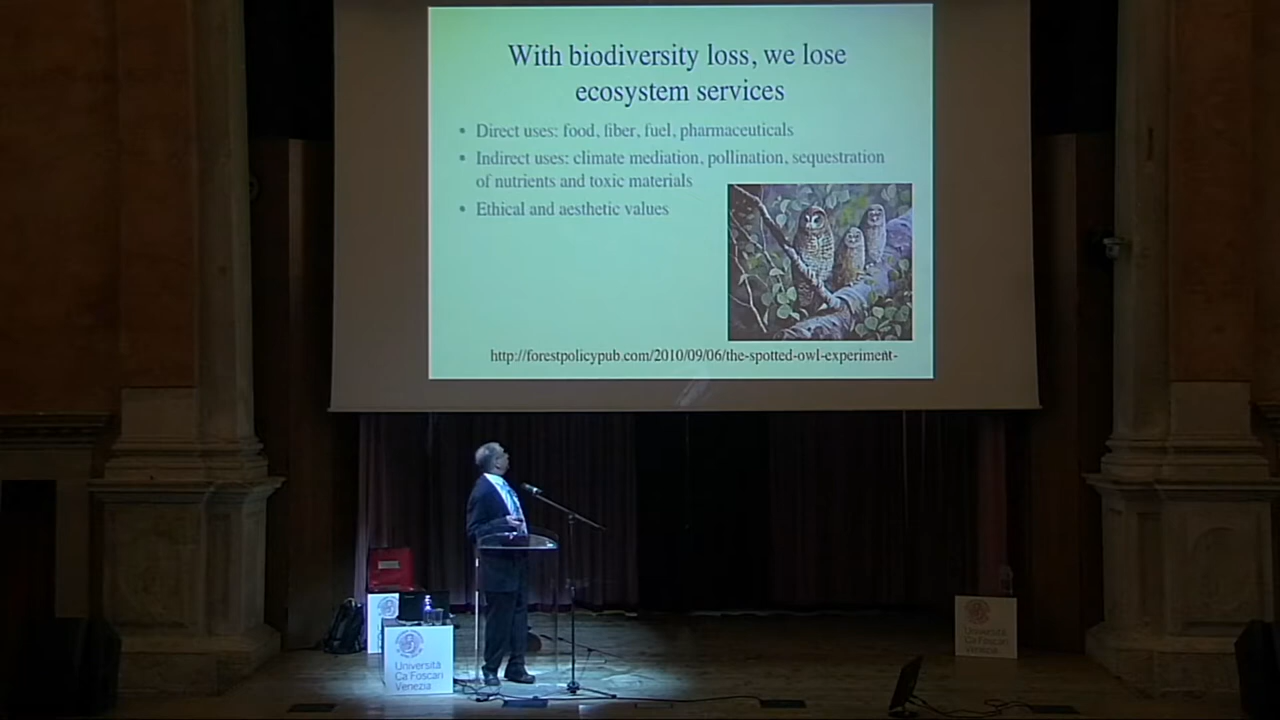 With biodiversity loss, we lose
ecosystem services
• Direct uses: food, fiber, fuel, pharmaceuticals
• Indirect uses: climate mediation, pollination, sequestration
of nutrients and toxic materials
• Ethical and aesthetic values
http://forestpolicypub.com/2010/09/06/the-spotted-owl-experiment-
Università
Ca'Foscari
Venezia
Università
Ca'Foscari
Venezia